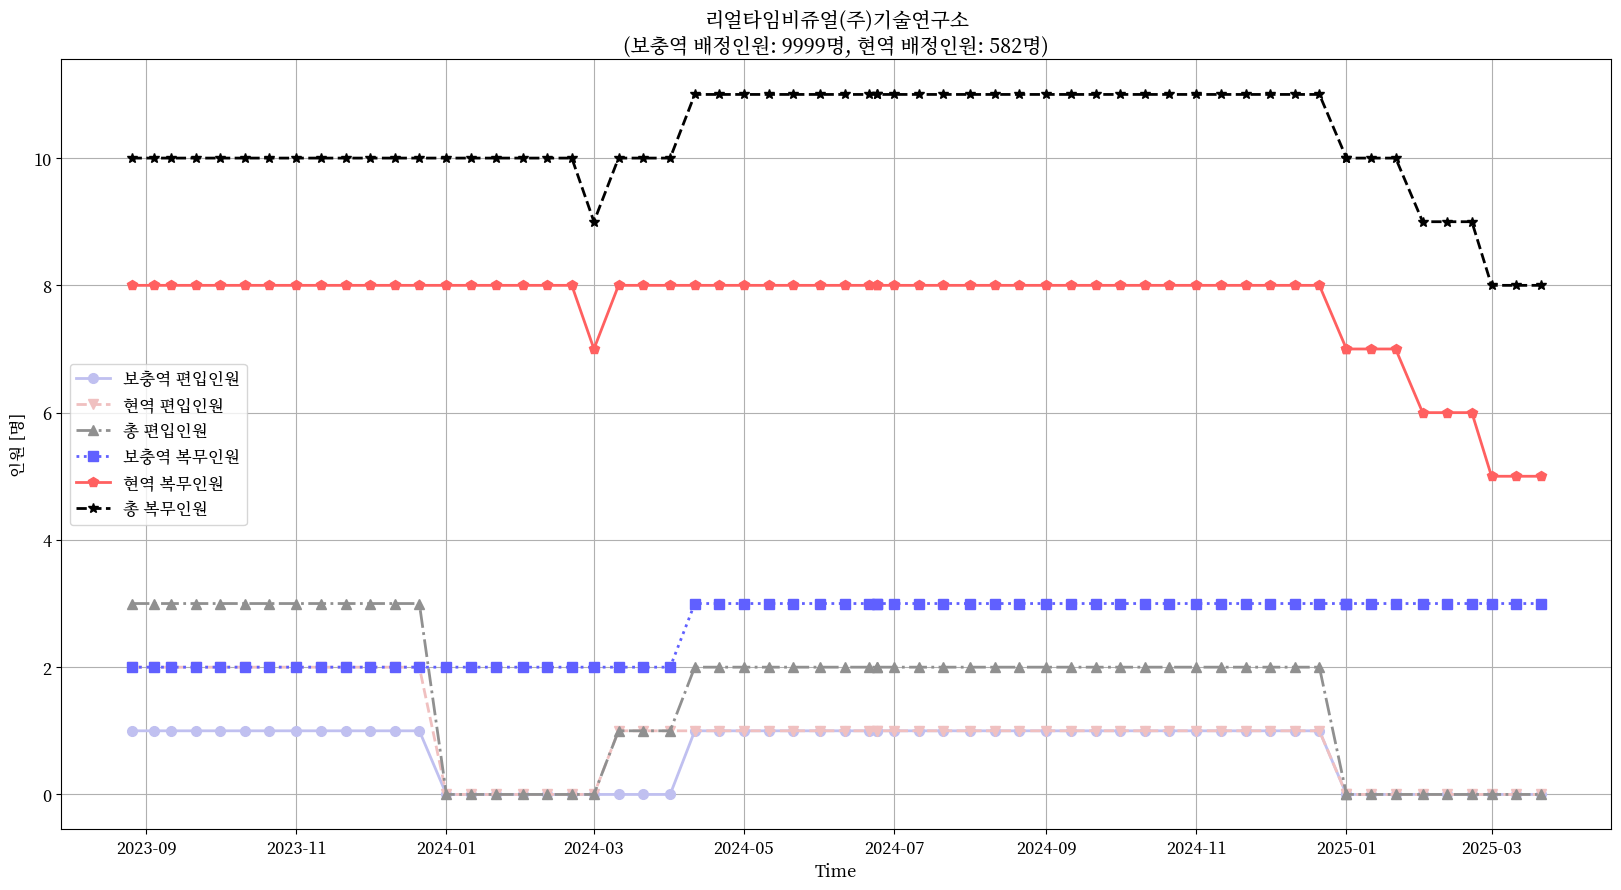 리얼타임비쥬얼(주)기술연구소
(보충역 배정인원: 9999명, 현역 배정인원: 582명)
인원 [명]
10
8
6
4
2
0
보충역 편입인원
현역 편입인원
총 편입인원
보충역 복무인원
현역 복무인원
총 복무인원
2023-09
2023-11
2024-01
2024-03
2024-05
2024-07
2024-09
2024-11
2025-01
2025-03
Time